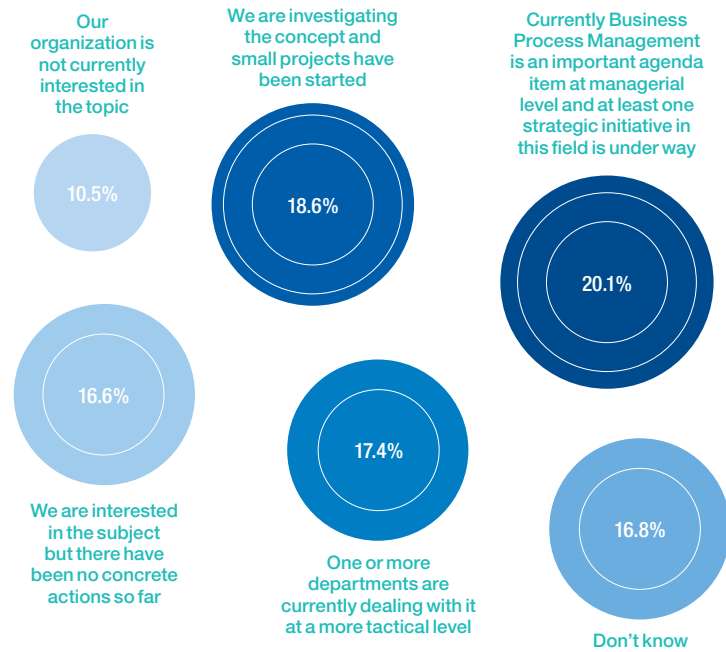 Our
organization is
not currently
interested in
the topic
10.5%
We are investigating
the concept and
small projects have
been started
18.6%
Currently Business
Process Management
is an important agenda
item at managerial
level and at least one
strategic initiative in
this field is under way
20.1%
16.6%
We are interested
in the subject
but there have
been no concrete
actions so far
17.4%
One or more
departments are
currently dealing with it
at a more tactical level
16.8%
Don't know